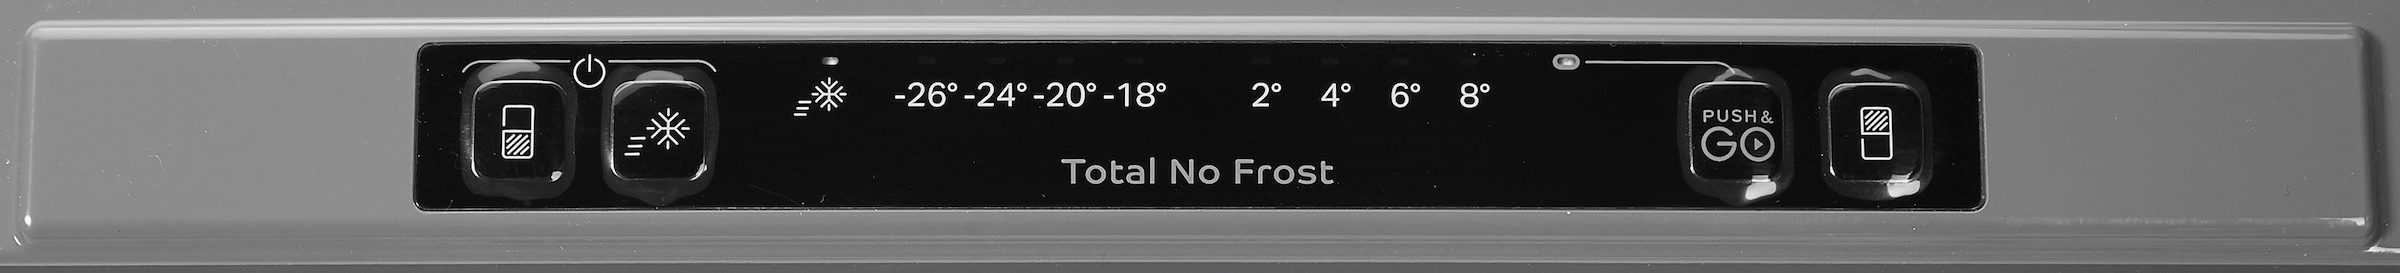 -26° -24° -20° -18° 2° 4° 6° 8°
PUSH &
GO
Total No Frost